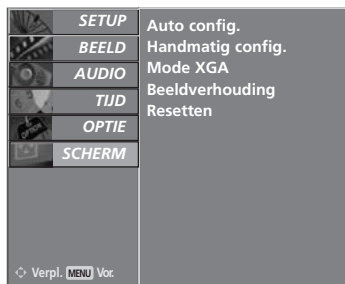 SETUP
BEELD
AUDIO
TIJD
OPTIE
SCHERM
Auto config.
Handmatig config.
Mode XGA
Beeldverhouding
Resetten
Verpl. MENU Vor.